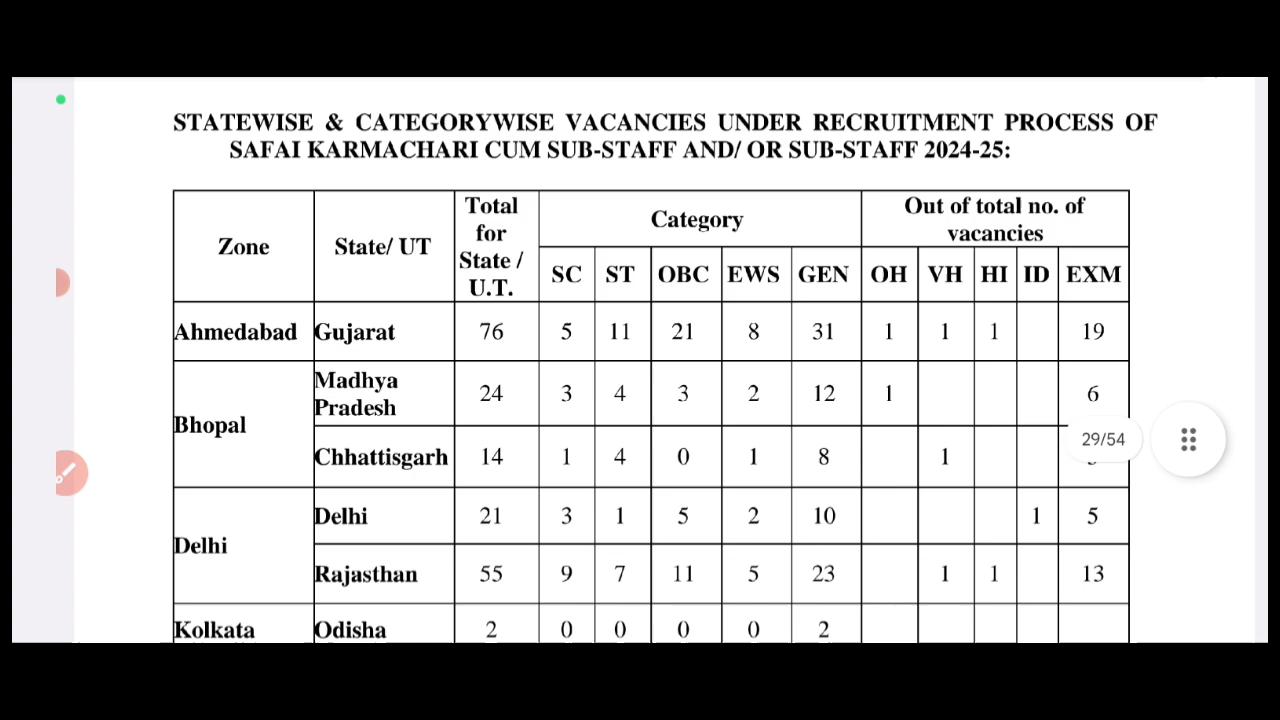 STATEWISE & CATEGORYWISE VACANCIES UNDER RECRUITMENT PROCESS OF
SAFAI KARMACHARI CUM SUB-STAFF AND/ OR SUB-STAFF 2024-25:
Zone State/ UT Total for State / U.T. Category Out of total no. of vacancies
SC ST OBC EWS GEN OH VH HI ID EXM
Ahmedabad Gujarat 76 5 11 21 8 31 1 1 1 19
Bhopal Madhya Pradesh 24 3 4 3 2 12 1 6
Chhattisgarh 14 1 4 0 1 8 1
29/54
Delhi Delhi 21 3 1 5 2 10 1 5
Rajasthan 55 9 7 11 5 23 1 1 13
Kolkata Odisha 2 0 0 0 0 2